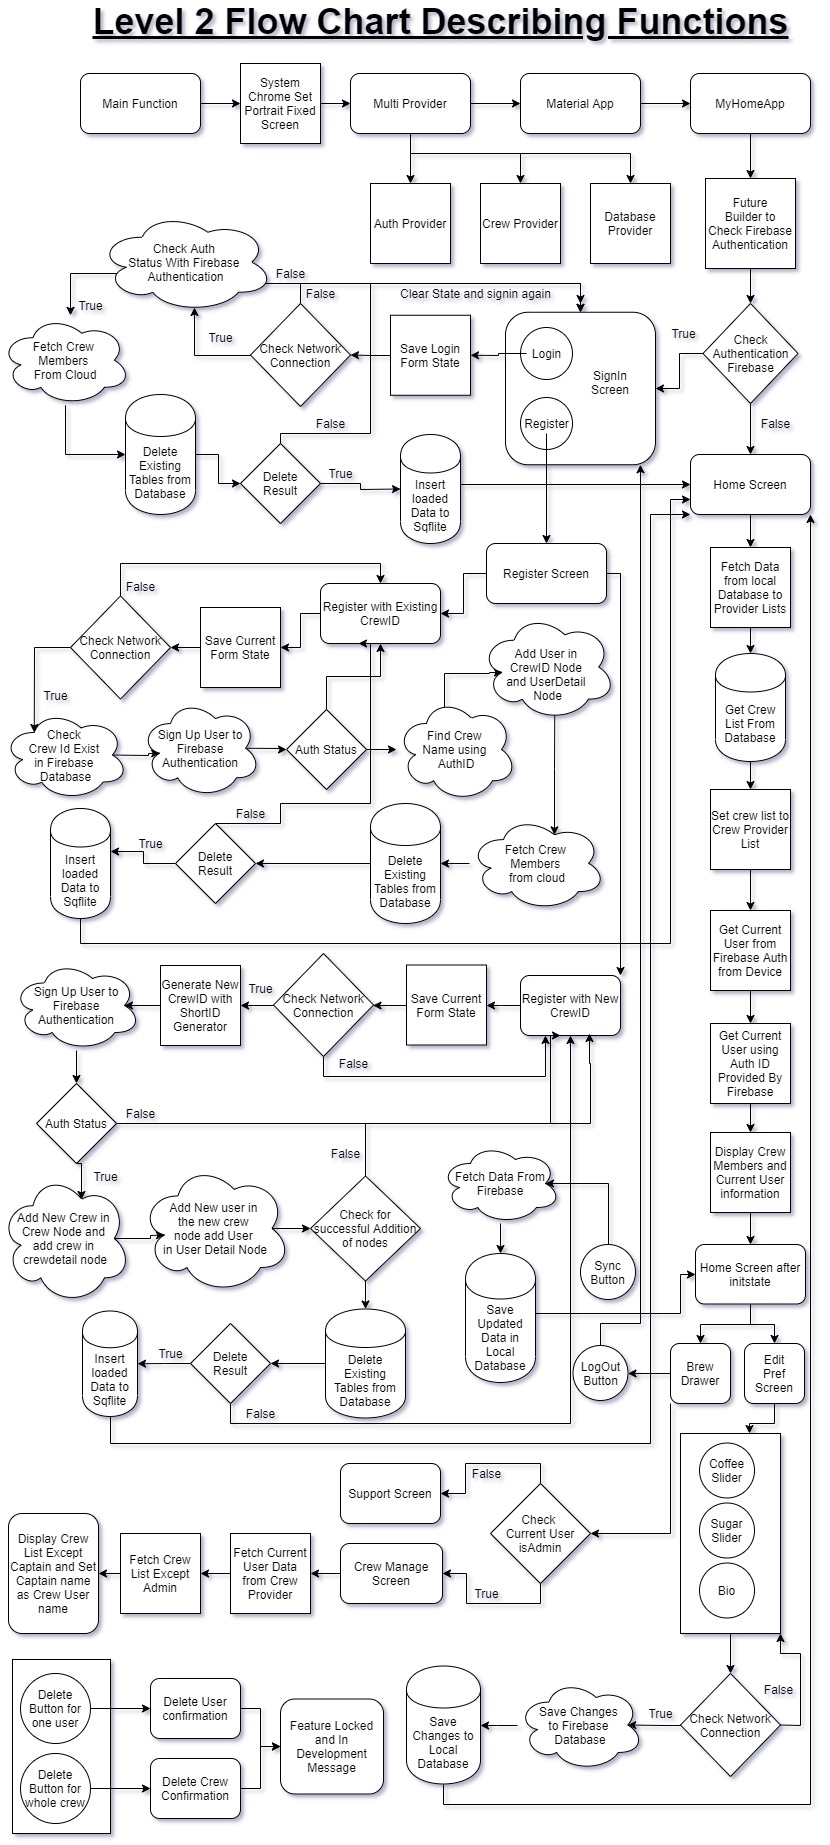 Level 2 Flow Chart Describing Functions
Main Function
System
Chrome Set
Portrait Fixed
Screen
Multi Provider
Material App
MyHomeApp
Auth Provider
Crew Provider
Database
Provider
Future
Builder to
Check Firebase
Authentication
Check Auth
Status With Firebase
Authentication
False
False
Clear State and signin again
True
True
Fetch Crew
Members
From Cloud
Check Network
Connection
Save Login
Form State
Login
SignIn
Screen
Register
True
Check
Authentication
Firebase
False
False
Delete
Existing
Tables from
Database
Delete
Result
True
Insert
loaded
Data to
Sqflite
Home Screen
Register Screen
Fetch Data
from local
Database to
Provider Lists
False
Register with Existing
CrewID
Check Network
Connection
Save Current
Form State
Add User in
CrewID Node
and UserDetail
Node
True
Get Crew
List From
Database
Check
Crew Id Exist
in Firebase
Database
Sign Up User to
Firebase
Authentication
Auth Status
Find Crew
Name using
AuthID
False
Set crew list to
Crew Provider
List
True
Insert
loaded
Data to
Sqflite
Delete
Result
Delete
Existing
Tables from
Database
Fetch Crew
Members
from cloud
Get Current
User from
Firebase Auth
from Device
Sign Up User to
Firebase
Authentication
Generate New
CrewID with
ShortID
Generator
True
Check Network
Connection
Save Current
Form State
Register with New
CrewID
False
Get Current
User using
Auth ID
Provided By
Firebase
Auth Status
False
True
False
Display Crew
Members and
Current User
information
Add New Crew in
Crew Node and
add crew in
crewdetail node
Add New user in
the new crew
node add User
in User Detail Node
Check for
successful Addition
of nodes
Fetch Data From
Firebase
Sync
Button
Home Screen after
initstate
Save
Updated
Data in
Local
Database
Insert
loaded
Data to
Sqflite
True
Delete
Result
Delete
Existing
Tables from
Database
False
LogOut
Button
Brew
Drawer
Edit
Pref
Screen
Coffee
Slider
Sugar
Slider
Bio
Support Screen
False
Check
Current User
isAdmin
True
Crew Manage
Screen
Fetch Current
User Data
from Crew
Provider
Fetch Crew
List Except
Admin
Display Crew
List Except
Captain and Set
Captain name
as Crew User
name
Delete
Button for
one user
Delete User
confirmation
Delete
Button for
whole crew
Delete Crew
Confirmation
Feature Locked
and In
Development
Message
Save
Changes to
Local
Database
Save Changes
to Firebase
Database
True
Check Network
Connection
False